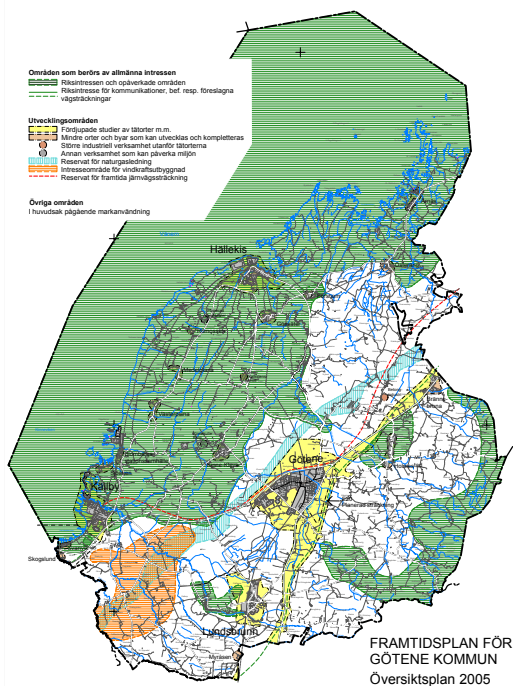 Områden som berörs av allmänna intressen
Riksintressen och opåverkade områden
Riksintresse för kommunikationer, bef. resp. föreslagna
vägsträckningar
Utvecklingsområden
Fördjupade studier av tätorter m.m.
Mindre orter och byar som kan utvecklas och kompletteras
Större industriell verksamhet utanför tätorterna
Annan verksamhet som kan påverka miljön
Reservat för naturgasledning
Intresseområde för vindkraftsutbyggnad
Reservat för framtida järnvägssträckning
Övriga områden
I huvudsak pågående markanvändning
Hällekis
Götene
Källby
Skogslund
Lundsbrunn
Myråsen
FRAMTIDSPLAN FÖR
GÖTENE KOMMUN
Översiktsplan 2005